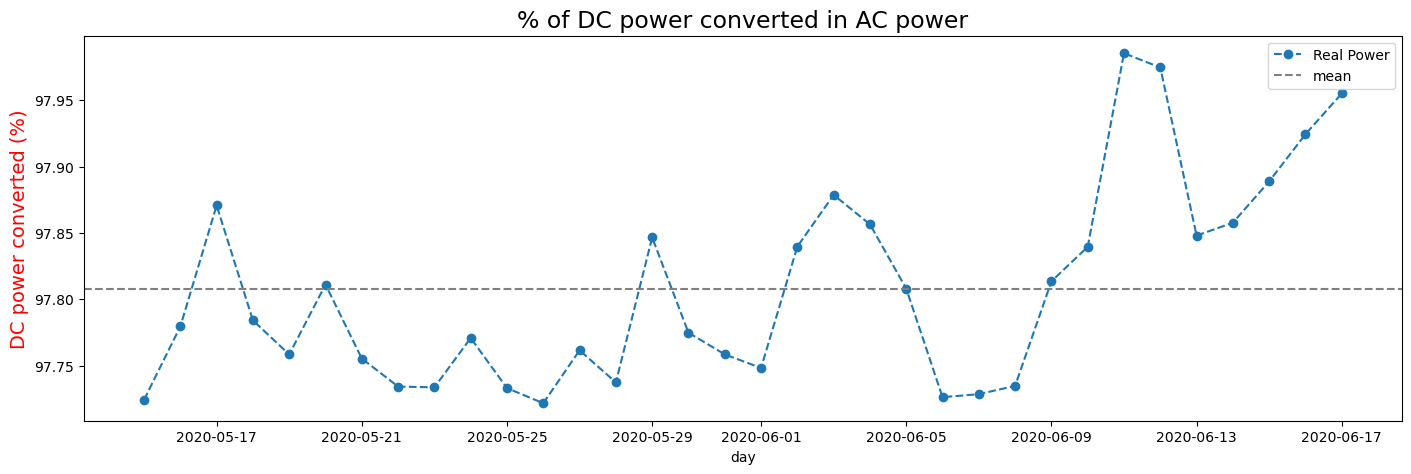 % of DC power converted in AC power
Real Power
mean
DC power converted (%)
97.95
97.90
97.85
97.80
97.75
2020-05-17 2020-05-21 2020-05-25 2020-05-29 2020-06-01 2020-06-05 2020-06-09 2020-06-13 2020-06-17
day